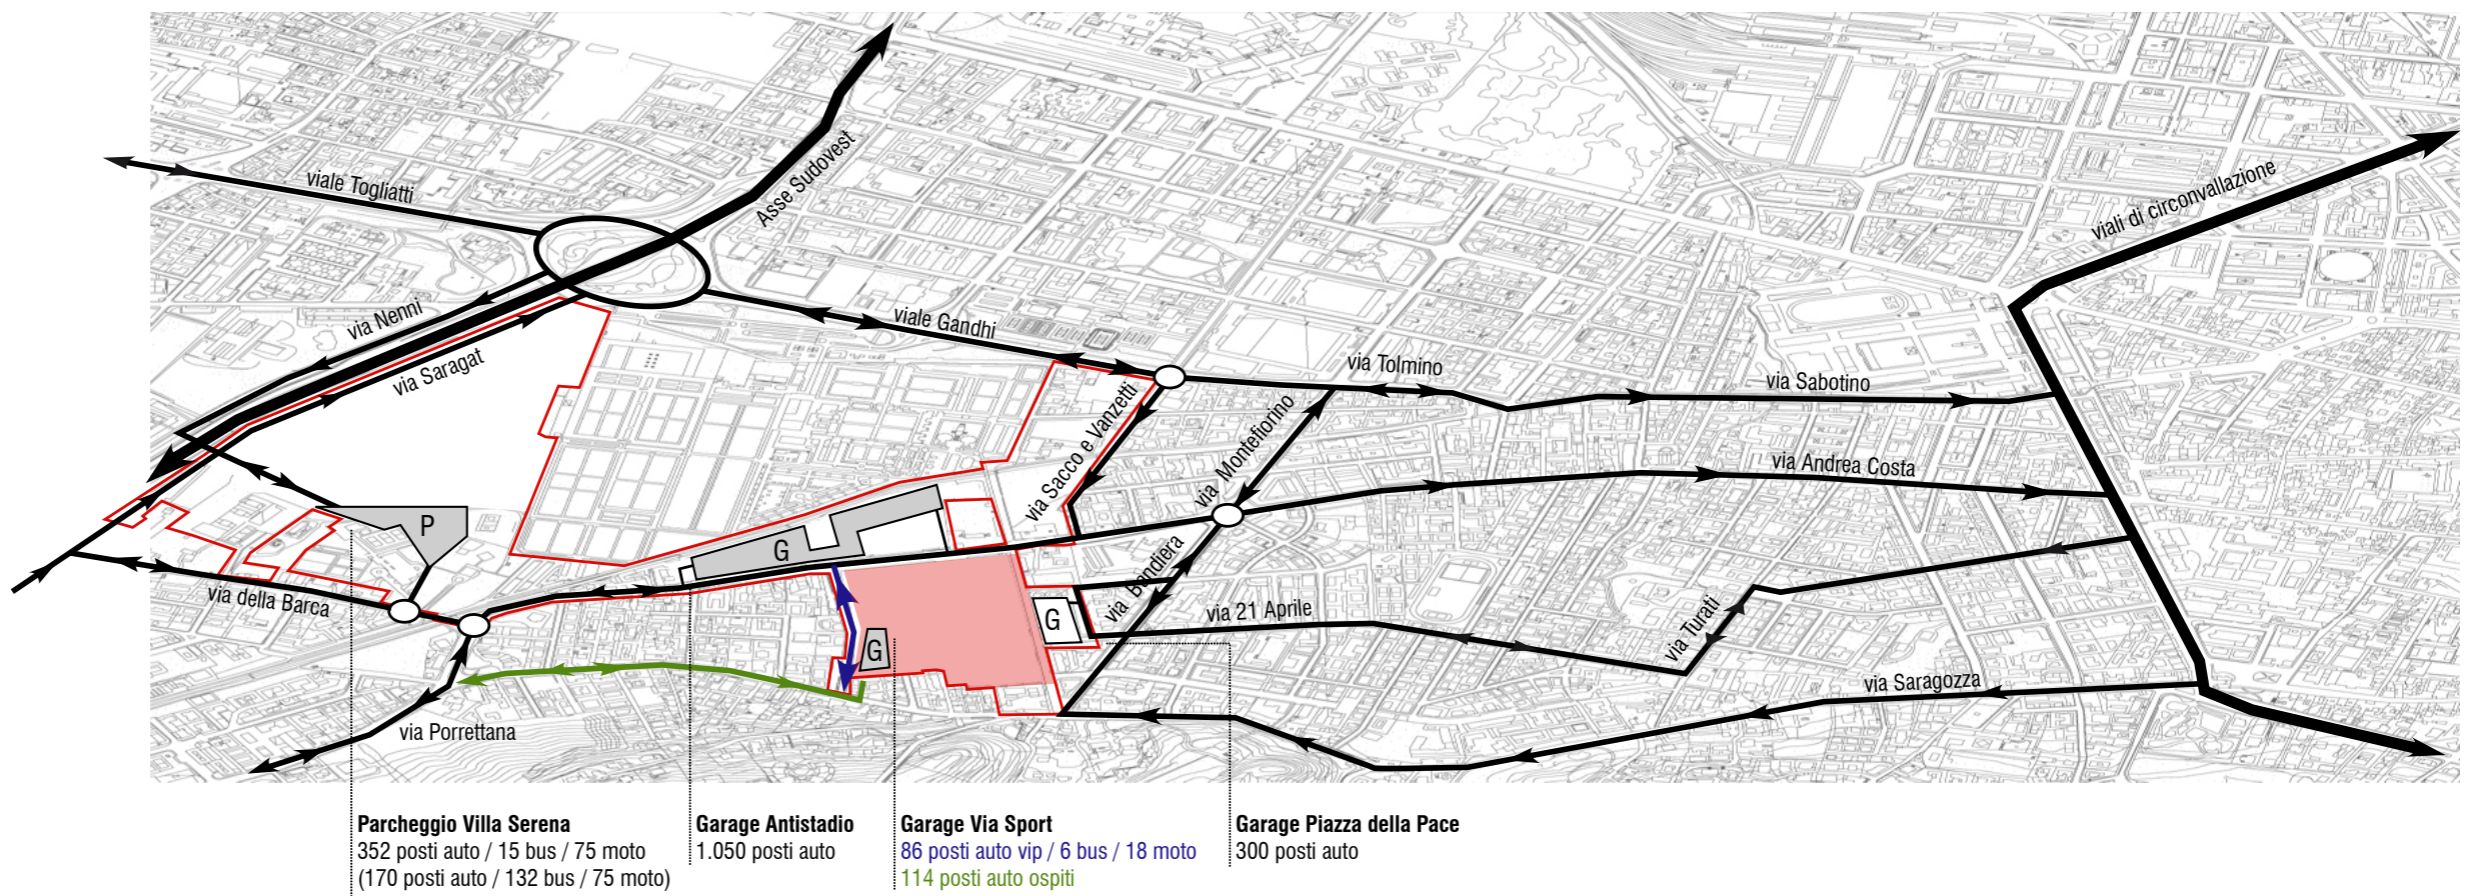 viale Togliatti
Asse Sudovest
viali di circonvallazione
via Nenni
via Saragat
viale Gandhi
via Tolmino
via Sabotino
via Sacco e Vanzetti
via Montefiorino
via Andrea Costa
P
G
via della Barca
via Bandiera
G
via 21 Aprile
via Turati
G
via Saragozza
via Porrettana
Parcheggio Villa Serena
352 posti auto / 15 bus / 75 moto
(170 posti auto / 132 bus / 75 moto)
Garage Antistadio
1.050 posti auto
Garage Via Sport
86 posti auto vip / 6 bus / 18 moto
114 posti auto ospiti
Garage Piazza della Pace
300 posti auto